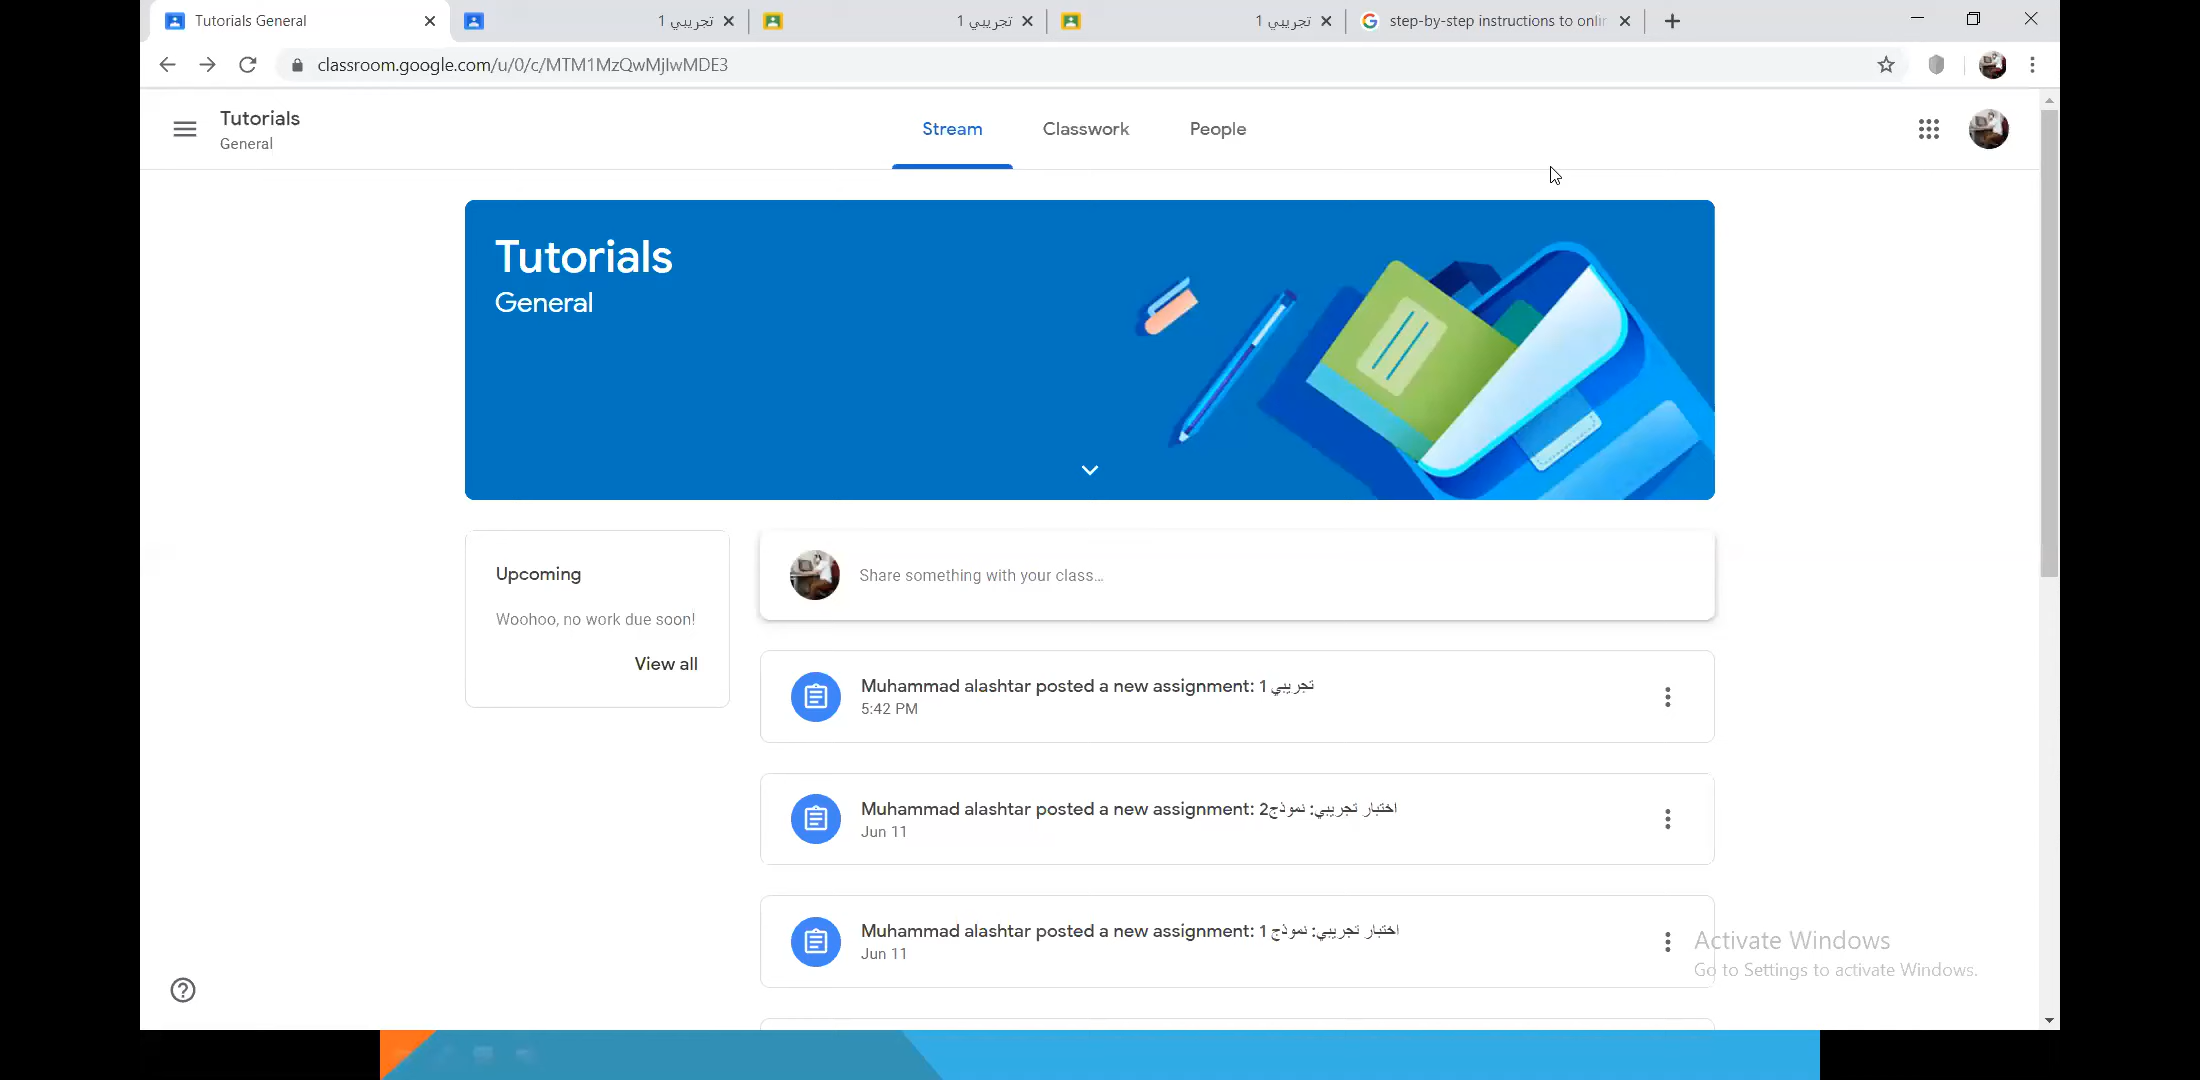 Tutorials General
تجريبي 1
تجريبي 1
تجريبي 1
step-by-step instructions to onlir
classroom.google.com/u/0/c/MTM1MzQwMjIwMDE3
Tutorials
General
Stream
Classwork
People
Tutorials
General
Upcoming
Woohoo, no work due soon!
View all
Share something with your class...
Muhammad alashtar posted a new assignment: تجريبي 1
5:42 PM
Muhammad alashtar posted a new assignment: اختبار تجريبي: نموذج2
Jun 11
Muhammad alashtar posted a new assignment: اختبار تجريبي: نموذج 1
Jun 11
Activate Windows
Go to Settings to activate Windows.